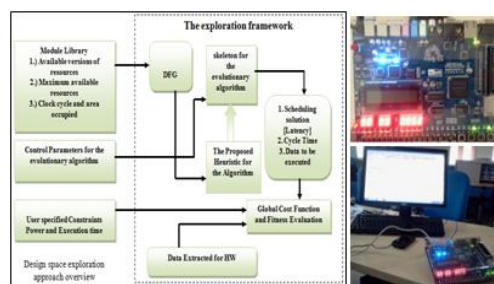 The exploration framework
Module Library
1.) Available versions of
resources
2.) Maximum available
resources
3.) Clock cycle and area
occupied
DFG
skeleton for
the
evolutionary
algorithm
1. Scheduling
solution
[Latency]
2. Cycle Time
3. Data to be
executed
Control Parameters for the
evolutionary algorithm
The Proposed
Heuristic for
the Algorithm
User specified Constraints
Power and Execution time
Global Cost Function
and Fitness Evaluation
Design space exploration
approach overview
Data Extracted for HW